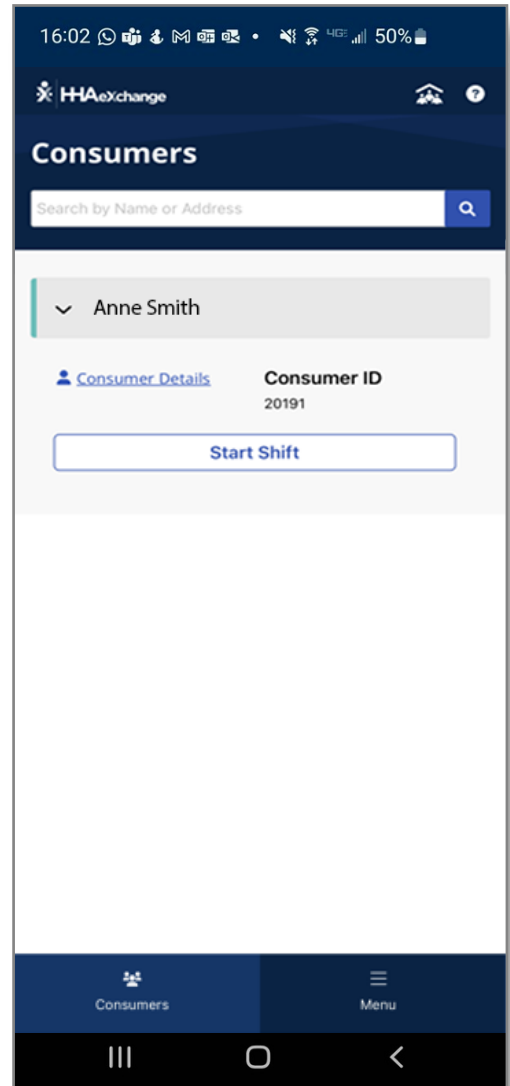 16:02 4GE 50%
HHAeXchange
Consumers
Search by Name or Address
Anne Smith
Consumer Details Consumer ID
20191
Start Shift
Consumers Menu